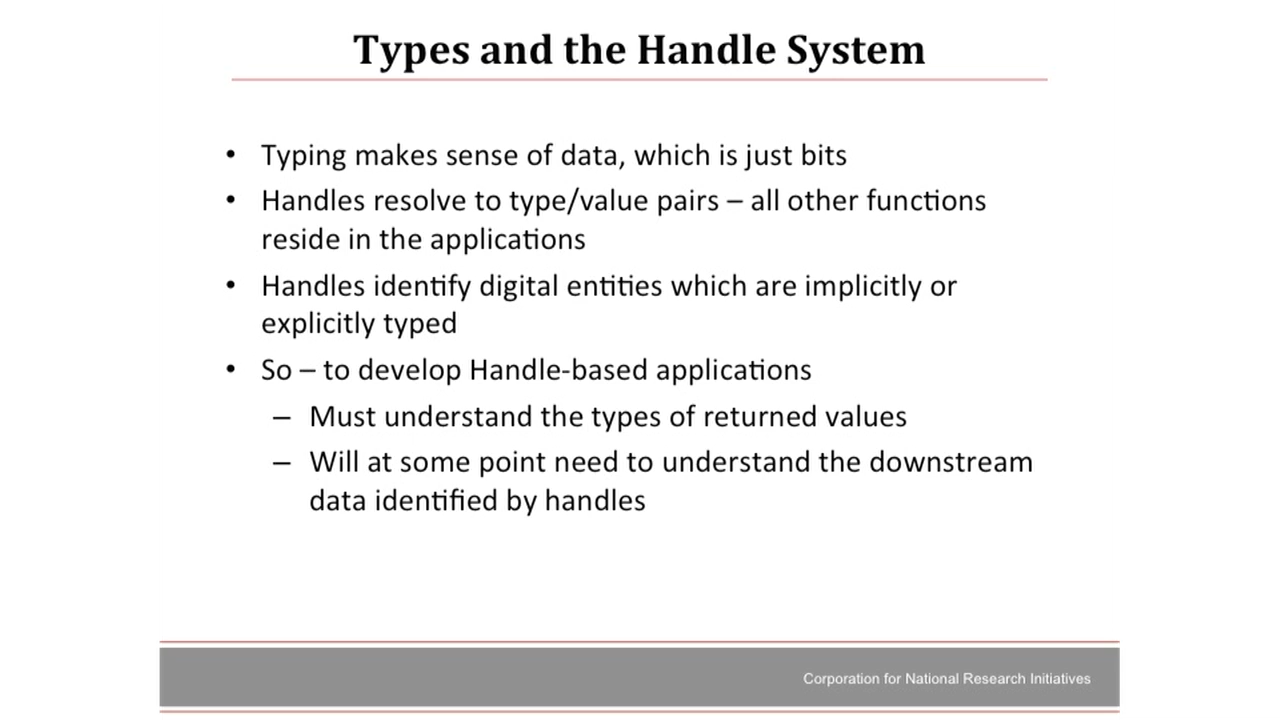 Types and the Handle System
• Typing makes sense of data, which is just bits
• Handles resolve to type/value pairs – all other functions
reside in the applications
• Handles identify digital entities which are implicitly or
explicitly typed
• So – to develop Handle-based applications
– Must understand the types of returned values
– Will at some point need to understand the downstream
data identified by handles
Corporation for National Research Initiatives